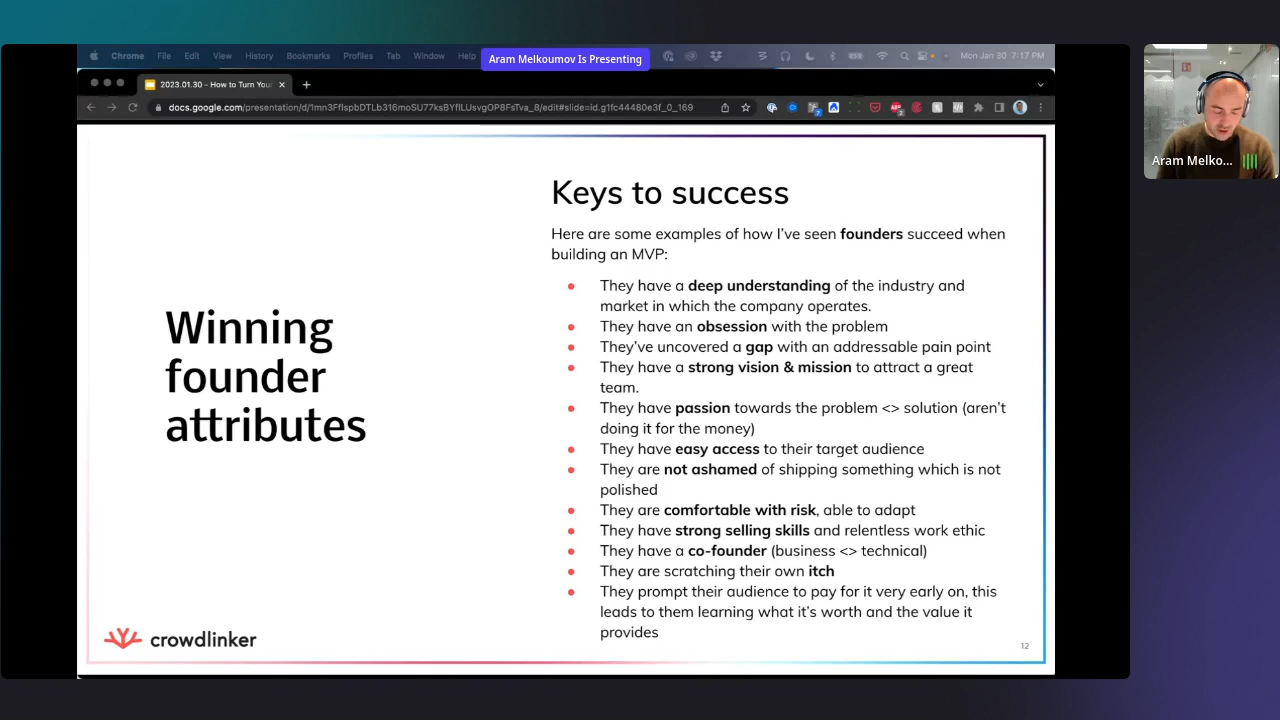 Chrome File Edit View History Bookmarks Profiles Tab Window Help
Aram Melkoumov Is Presenting
Mon Jan 30 7:17 PM
2023.01.30 - How to Turn Your
Aram Melko...
Winning
founder
attributes
Keys to success
Here are some examples of how I've seen founders succeed when
building an MVP:
They have a deep understanding of the industry and
market in which the company operates.
They have an obsession with the problem
They've uncovered a gap with an addressable pain point
They have a strong vision & mission to attract a great
team.
They have passion towards the problem <> solution (aren't
doing it for the money)
They have easy access to their target audience
They are not ashamed of shipping something which is not
polished
They are comfortable with risk, able to adapt
They have strong selling skills and relentless work ethic
They have a co-founder (business <> technical)
They are scratching their own itch
They prompt their audience to pay for it very early on, this
leads to them learning what it's worth and the value it
provides
crowdlinker
12